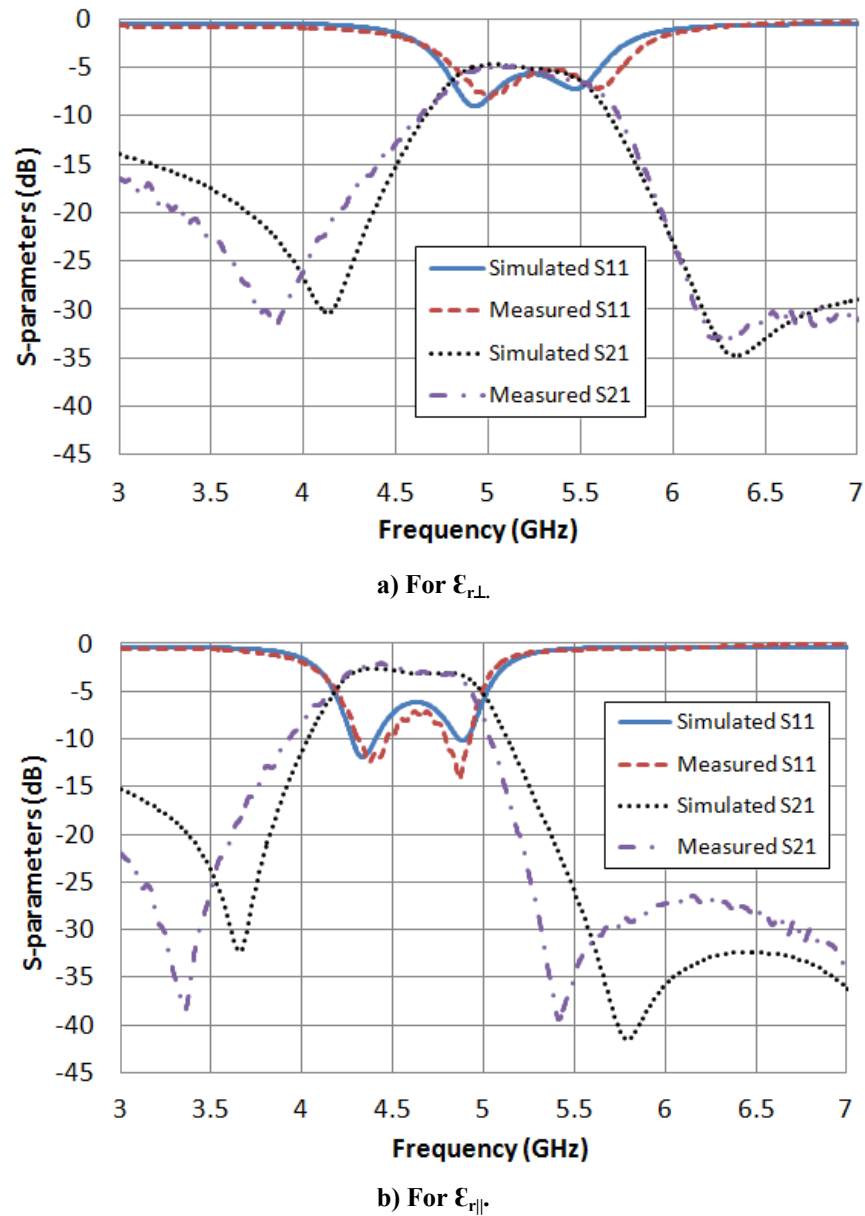 0
-5
-10
-15
-20
-25
-30
-35
-40
-45
S-parameters (dB)
Simulated S11
Measured S11
Simulated S21
Measured S21
3 3.5 4 4.5 5 5.5 6 6.5 7
Frequency (GHz)
a) For Ɛr⊥.
0
-5
-10
-15
-20
-25
-30
-35
-40
-45
S-parameters (dB)
Simulated S11
Measured S11
Simulated S21
Measured S21
3 3.5 4 4.5 5 5.5 6 6.5 7
Frequency (GHz)
b) For Ɛr||.